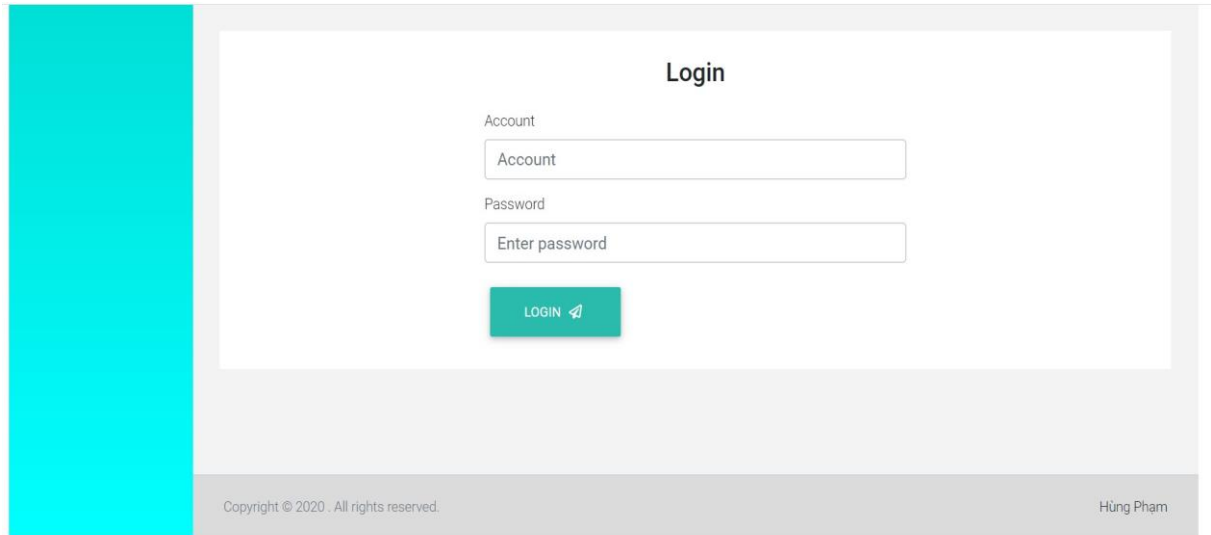 Login
Account
Account
Password
Enter password
LOGIN
Copyright © 2020 . All rights reserved.
Hùng Phạm